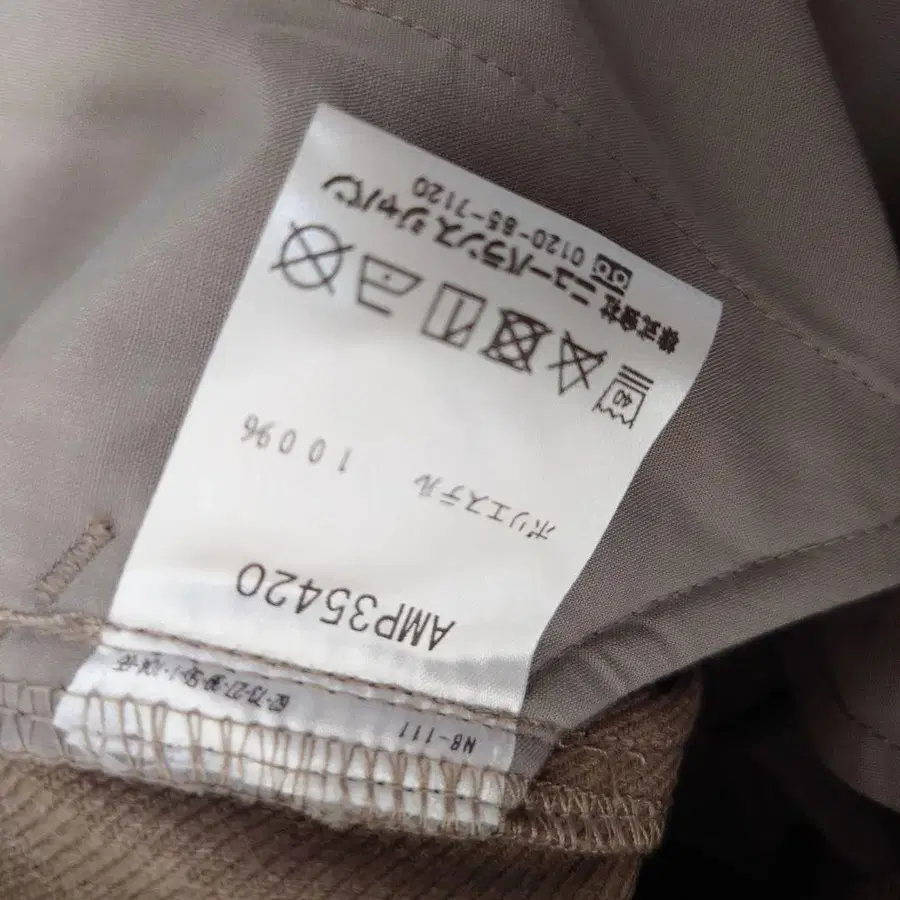 NB-111
AMP35420
ポリエステル 100%
40
株式会社 ニューバランス ジャパン
0120-85-7120